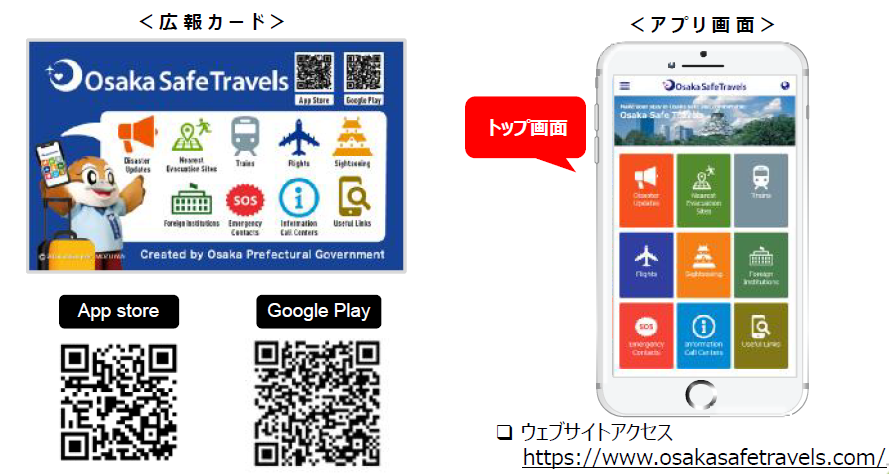 ＜広報カード＞
Osaka Safe Travels
App Store
Google Play
Disaster
Updates
Nearest
Evacuation Sites
Trains
Flights
Sightseeing
Foreign Institutions
SOS
Emergency
Contacts
Information
Call Centers
Useful Links
Created by Osaka Prefectural Government
App store
Google Play
＜アプリ画面＞
トップ画面
Osaka Safe Travels
Osaka Safe Travels
Disaster
Updates
Nearest
Evacuation
Sites
Trains
Flights
Sightseeing
Foreign
Institutions
SOS
Emergency
Contacts
Information
Call Centers
Useful Links
❑ ウェブサイトアクセス
https://www.osakasafetravels.com/